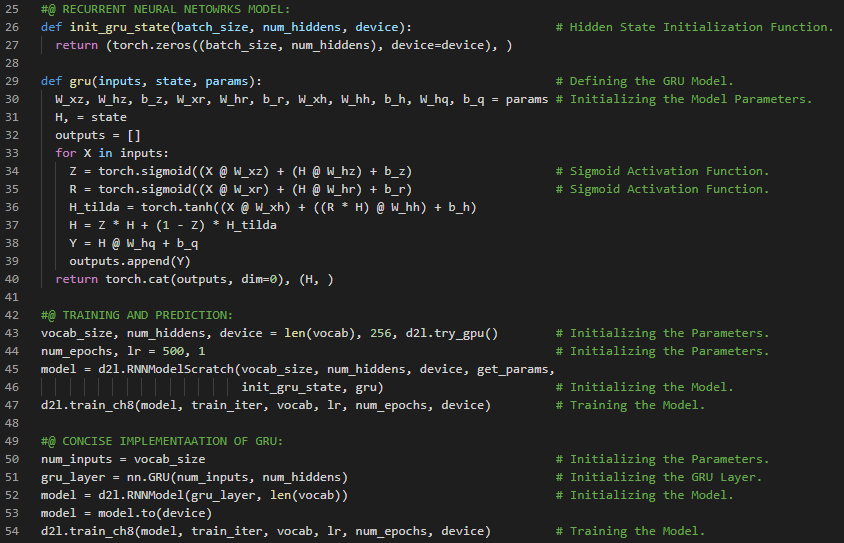 25 #@ RECURRENT NEURAL NETOWRKS MODEL:
26 def init_gru_state(batch_size, num_hiddens, device): # Hidden State Initialization Function.
27   return (torch.zeros((batch_size, num_hiddens), device=device), )
28
29 def gru(inputs, state, params): # Defining the GRU Model.
30   W_xz, W_hz, b_z, W_xr, W_hr, b_r, W_xh, W_hh, b_h, W_hq, b_q = params # Initializing the Model Parameters.
31   H, = state
32   outputs = []
33   for X in inputs:
34     Z = torch.sigmoid((X @ W_xz) + (H @ W_hz) + b_z) # Sigmoid Activation Function.
35     R = torch.sigmoid((X @ W_xr) + (H @ W_hr) + b_r) # Sigmoid Activation Function.
36     H_tilda = torch.tanh((X @ W_xh) + ((R * H) @ W_hh) + b_h)
37     H = Z * H + (1 - Z) * H_tilda
38     Y = H @ W_hq + b_q
39     outputs.append(Y)
40   return torch.cat(outputs, dim=0), (H, )
41
42 #@ TRAINING AND PREDICTION:
43 vocab_size, num_hiddens, device = len(vocab), 256, d2l.try_gpu() # Initializing the Parameters.
44 num_epochs, lr = 500, 1 # Initializing the Parameters.
45 model = d2l.RNNModelScratch(vocab_size, num_hiddens, device, get_params,
46                             init_gru_state, gru) # Initializing the Model.
47 d2l.train_ch8(model, train_iter, vocab, lr, num_epochs, device) # Training the Model.
48
49 #@ CONCISE IMPLEMENTAATION OF GRU:
50 num_inputs = vocab_size # Initializing the Parameters.
51 gru_layer = nn.GRU(num_inputs, num_hiddens) # Initializing the GRU Layer.
52 model = d2l.RNNModel(gru_layer, len(vocab)) # Initializing the Model.
53 model = model.to(device)
54 d2l.train_ch8(model, train_iter, vocab, lr, num_epochs, device) # Training the Model.